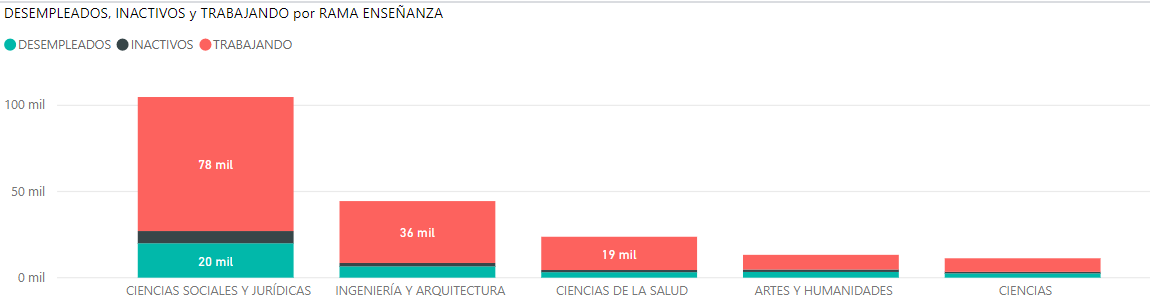 DESEMPLEADOS, INACTIVOS y TRABAJANDO por RAMA ENSEÑANZA
DESEMPLEADOS INACTIVOS TRABAJANDO
100 mil
78 mil
50 mil
36 mil
19 mil
20 mil
0 mil
CIENCIAS SOCIALES Y JURÍDICAS INGENIERÍA Y ARQUITECTURA CIENCIAS DE LA SALUD ARTES Y HUMANIDADES CIENCIAS